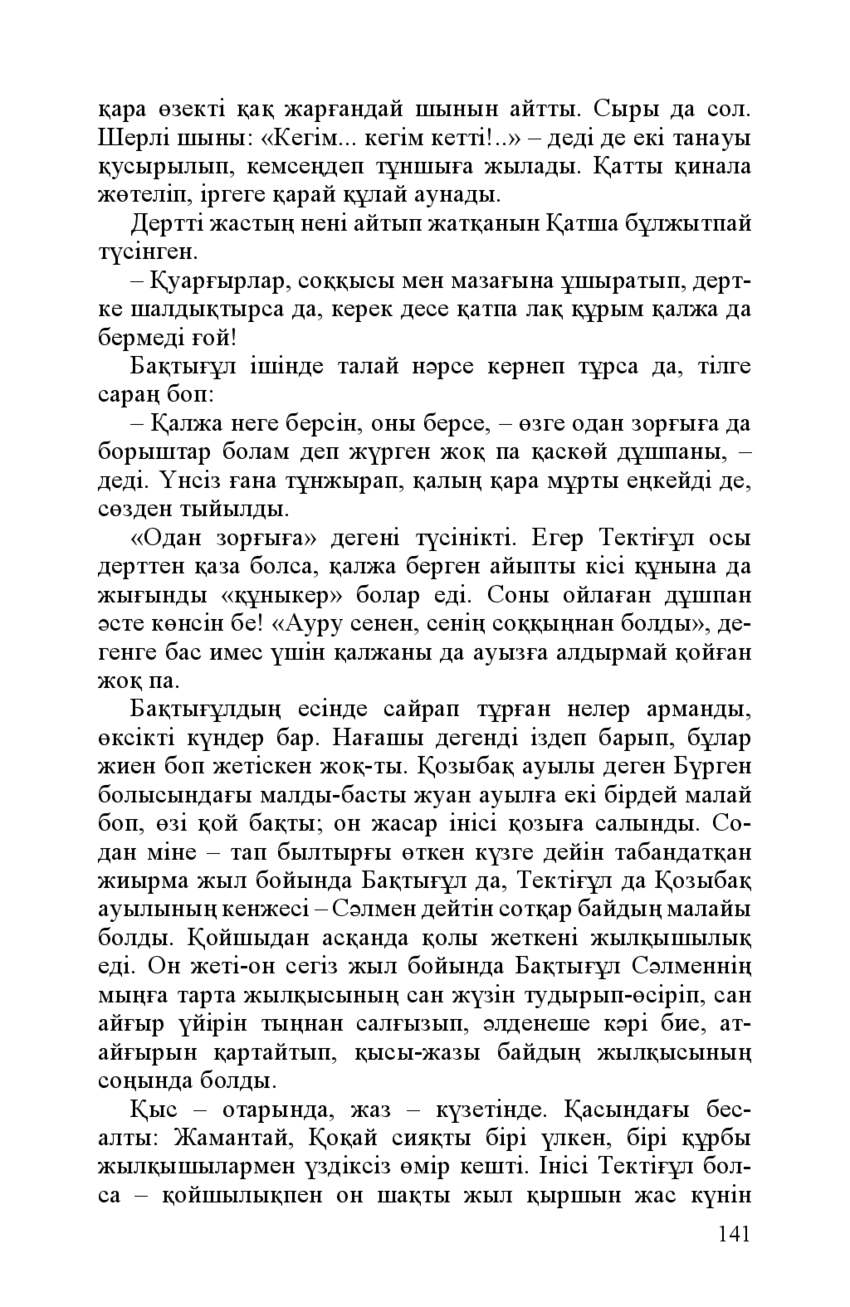 қара өзекті қақ жарғандай шынын айтты. Сыры да сол.
Шерлі шыны: «Кегім... кегім кетті!..» – деді де екі танауы
қусырылып, кемсеңдеп тұншыға жылады. Қатты қинала
жөтеліп, іргеге қарай құлай аунады.
Дертті жастың нені айтып жатқанын Қатша бұлжытпай
түсінген.
– Қуарғырлар, соққысы мен мазағына ұшыратып, дерт-
ке шалдықтырса да, керек десе қатпа лақ құрым қалжа да
бермеді ғой!
Бақтығұл ішінде талай нәрсе кернеп тұрса да, тілге
сараң боп:
– Қалжа неге берсін, оны берсе, – өзге одан зорғыға да
борыштар болам деп жүрген жоқ па қаскөй дұшпаны, –
деді. Үнсіз ғана тұнжырап, қалың қара мұрты еңкейді де,
сөзден тыйылды.
«Одан зорғыға» дегені түсінікті. Егер Тектіғұл осы
дерттен қаза болса, қалжа берген айыпты кісі құнына да
жығынды «құныкер» болар еді. Соны ойлаған дұшпан
әсте көнсін бе! «Ауру сенен, сенің соққыңнан болды», де-
генге бас имес үшін қалжаны да ауызға алдырмай қойған
жоқ па.
Бақтығұлдың есінде сайрап тұрған нелер арманды,
өксікті күндер бар. Нағашы дегенді іздеп барып, бұлар
жиен боп жетіскен жоқ-ты. Қозыбақ ауылы деген Бүрген
болысындағы малды-басты жуан ауылға екі бірдей малай
боп, өзі қой бақты; он жасар інісі қозыға салынды. Со-
дан міне – тап былтырғы өткен күзге дейін табандатқан
жиырма жыл бойында Бақтығұл да, Тектіғұл да Қозыбақ
ауылының кенжесі – Сәлмен дейтін сотқар байдың малайы
болды. Қойшыдан асқанда қолы жеткені жылқышылық
еді. Он жеті-он сегіз жыл бойында Бақтығұл Сәлменнің
мыңға тарта жылқысының сан жүзін тудырып-өсіріп, сан
айғыр үйірін тыңнан салғызып, әлденеше кәрі бие, ат-
айғырын қартайтып, қысы-жазы байдың жылқысының
соңында болды.
Қыс – отарында, жаз – күзетінде. Қасындағы бес-
алты: Жамантай, Қоқай сияқты бірі үлкен, бірі құрбы
жылқышылармен үздіксіз өмір кешті. Інісі Тектіғұл бол-
са – қойшылықпен он шақты жыл қыршын жас күнін
141